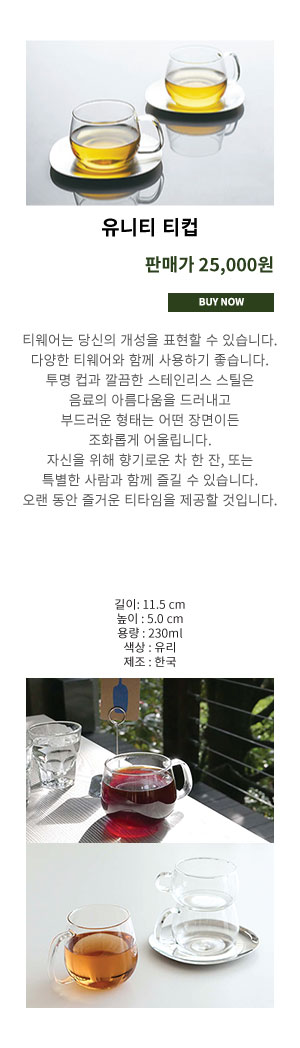 유니티 티컵
판매가 25,000원
BUY NOW
티웨어는 당신의 개성을 표현할 수 있습니다.
다양한 티웨어와 함께 사용하기 좋습니다.
투명 컵과 깔끔한 스테인리스 스틸은
음료의 아름다움을 드러내고
부드러운 형태는 어떤 장면이든
조화롭게 어울립니다.
자신을 위해 향기로운 차 한 잔, 또는
특별한 사람과 함께 즐길 수 있습니다.
오랜 동안 즐거운 티타임을 제공할 것입니다.
길이: 11.5 cm
높이 : 5.0 cm
용량 : 230ml
색상 : 유리
제조 : 한국